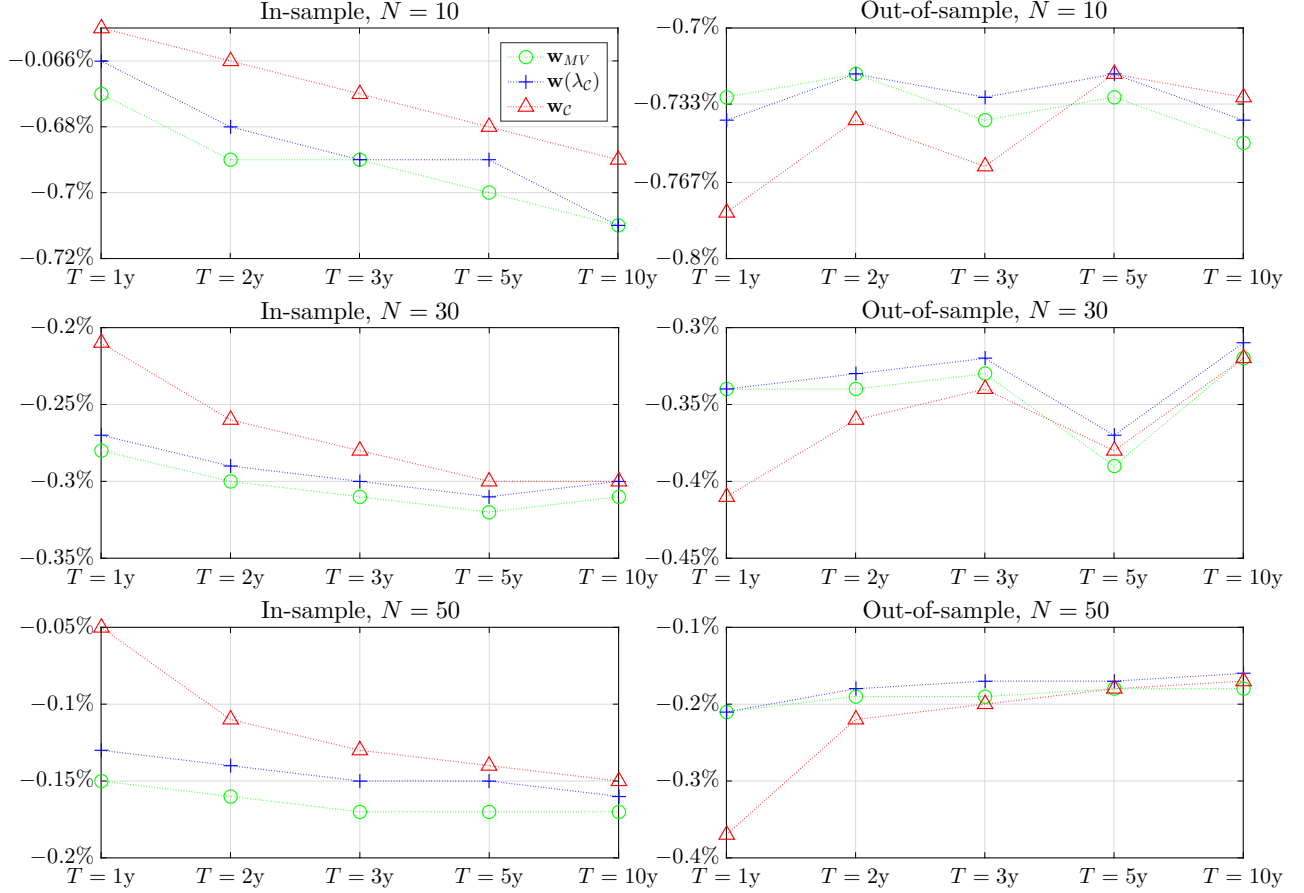 In-sample, N = 10
−0.066%
−0.68%
−0.7%
−0.72%
T = 1y T = 2y T = 3y T = 5y T = 10y
w_MV
w(λ_C)
w_C
Out-of-sample, N = 10
−0.7%
−0.733%
−0.767%
−0.8%
T = 1y T = 2y T = 3y T = 5y T = 10y
In-sample, N = 30
−0.2%
−0.25%
−0.3%
−0.35%
T = 1y T = 2y T = 3y T = 5y T = 10y
Out-of-sample, N = 30
−0.3%
−0.35%
−0.4%
−0.45%
T = 1y T = 2y T = 3y T = 5y T = 10y
In-sample, N = 50
−0.05%
−0.1%
−0.15%
−0.2%
T = 1y T = 2y T = 3y T = 5y T = 10y
Out-of-sample, N = 50
−0.1%
−0.2%
−0.3%
−0.4%
T = 1y T = 2y T = 3y T = 5y T = 10y